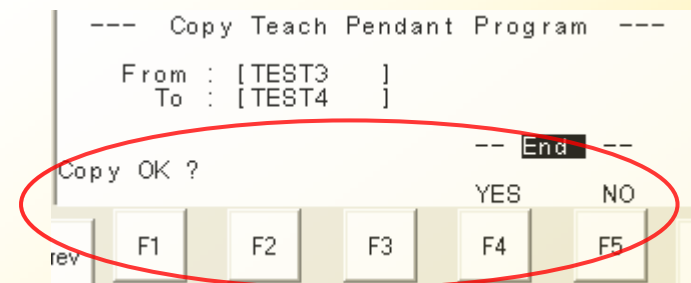 --- Copy Teach Pendant Program ---
From : [TEST3 ]
To : [TEST4 ]
-- End --
Copy OK ?
YES NO
rev F1 F2 F3 F4 F5